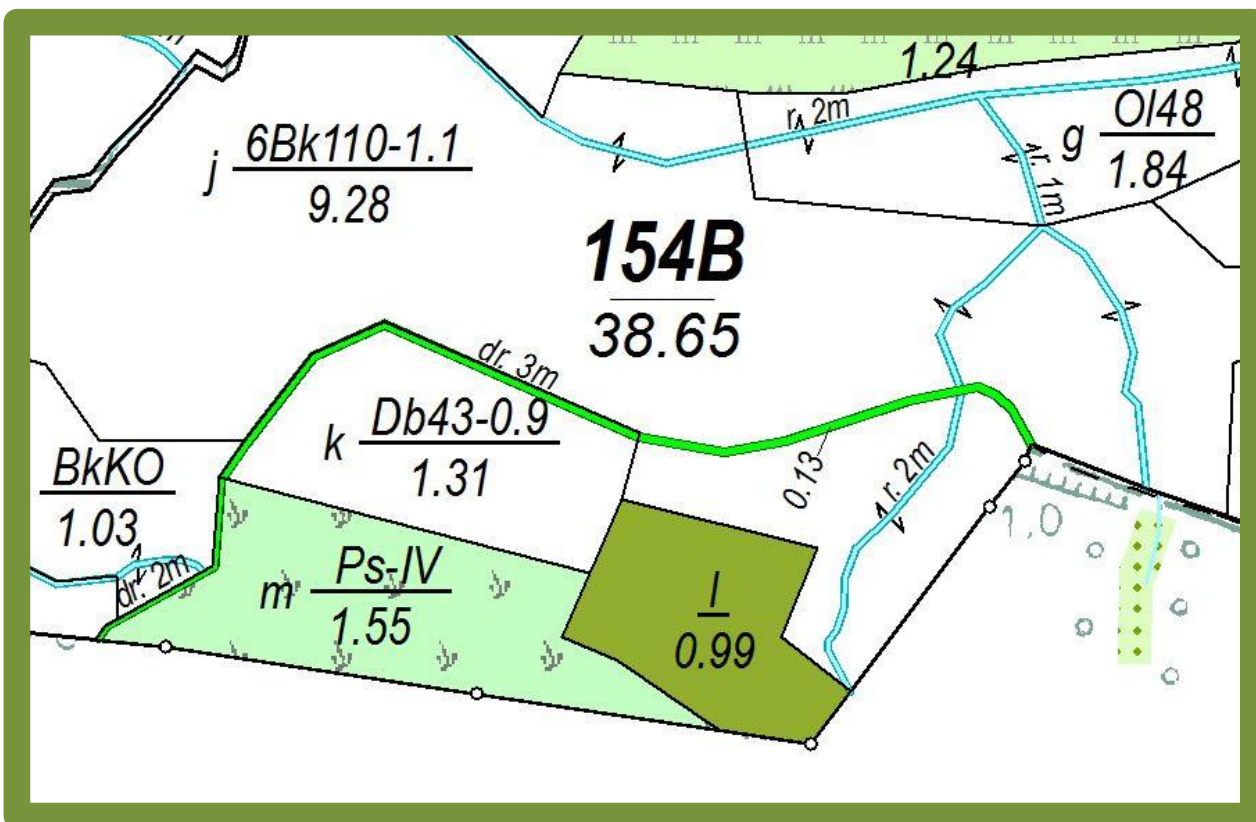 1.24
r. 2m
g Ol48
1.84
dr. 1m
j 6Bk110-1.1
9.28
154B
38.65
dr. 3m
k Db43-0.9
1.31
BkKO
1.03
0.13
r. 2m
1,0
dr. 2m
m Ps-IV
1.55
l
0.99